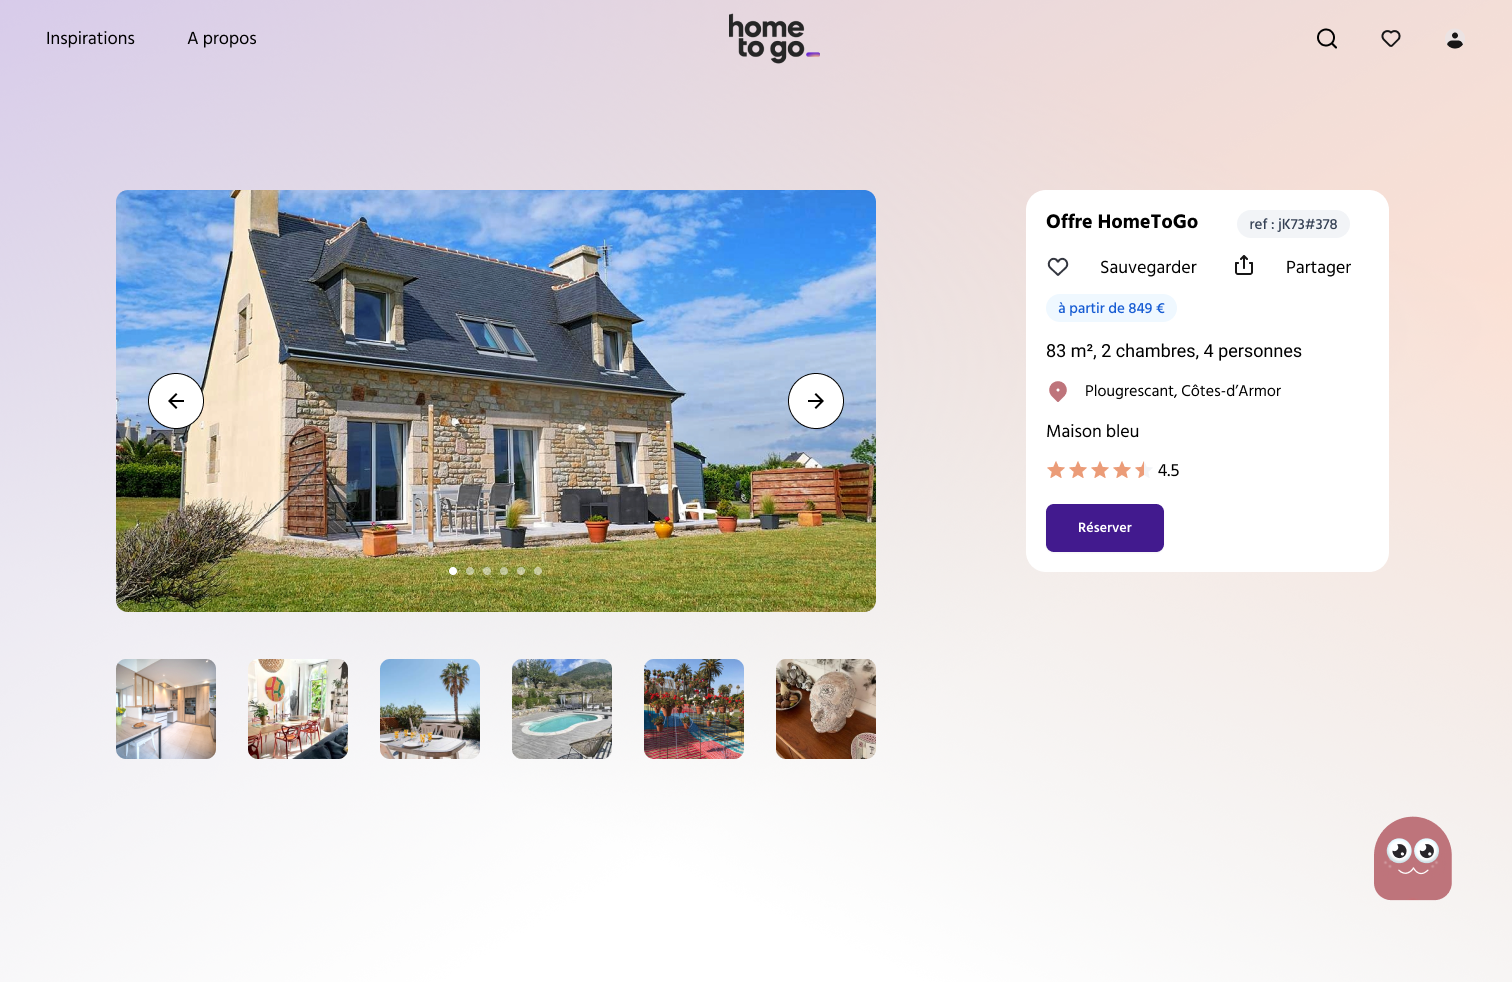 Inspirations
A propos
home
to go
Offre HomeToGo
ref : jK73#378
Sauvegarder
Partager
à partir de 849 €
83 m², 2 chambres, 4 personnes
Plougrescant, Côtes-d’Armor
Maison bleu
4.5
Réserver